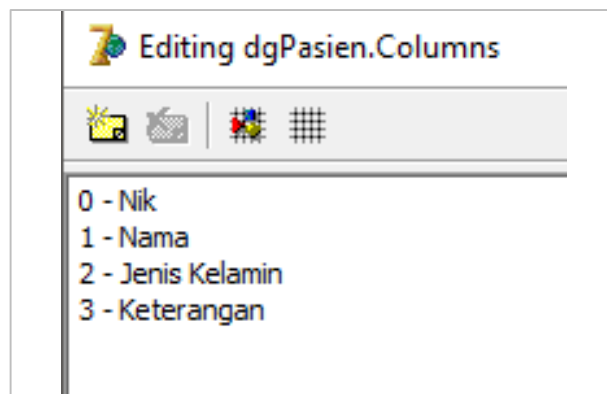 Editing dgPasien.Columns
0 - Nik
1 - Nama
2 - Jenis Kelamin
3 - Keterangan